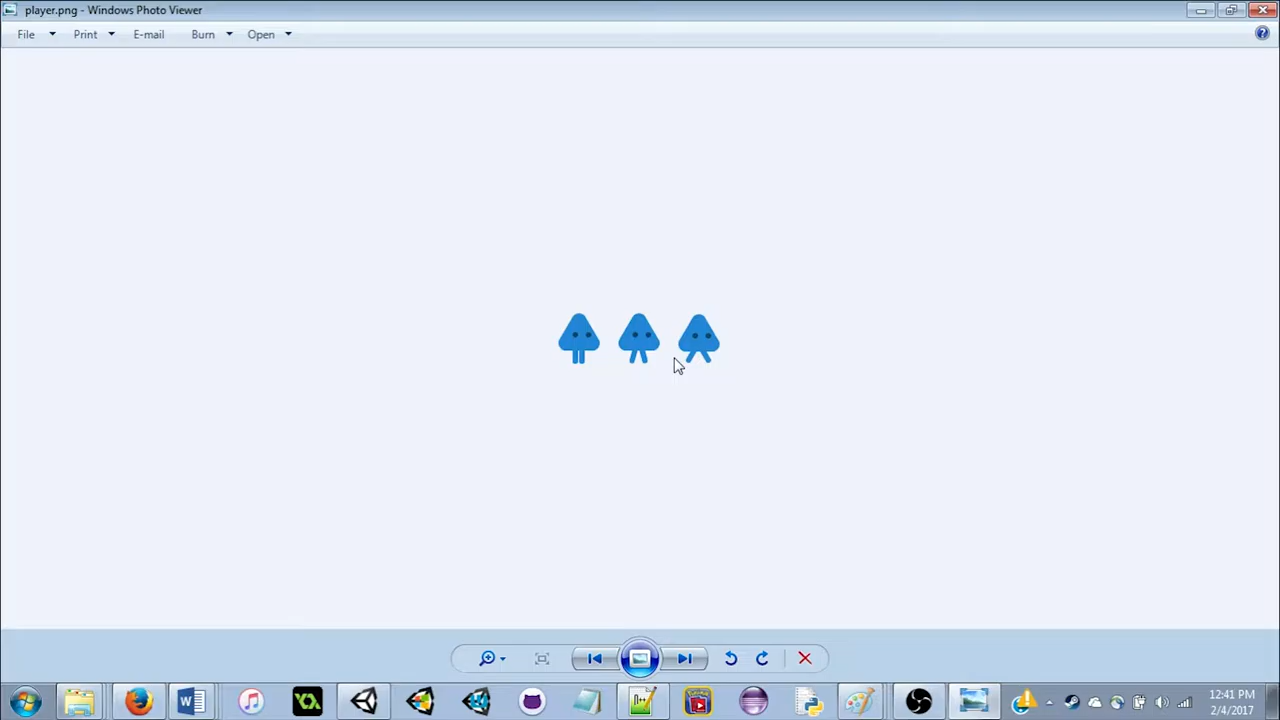 player.png - Windows Photo Viewer
File Print E-mail Burn Open
12:41 PM
2/4/2017